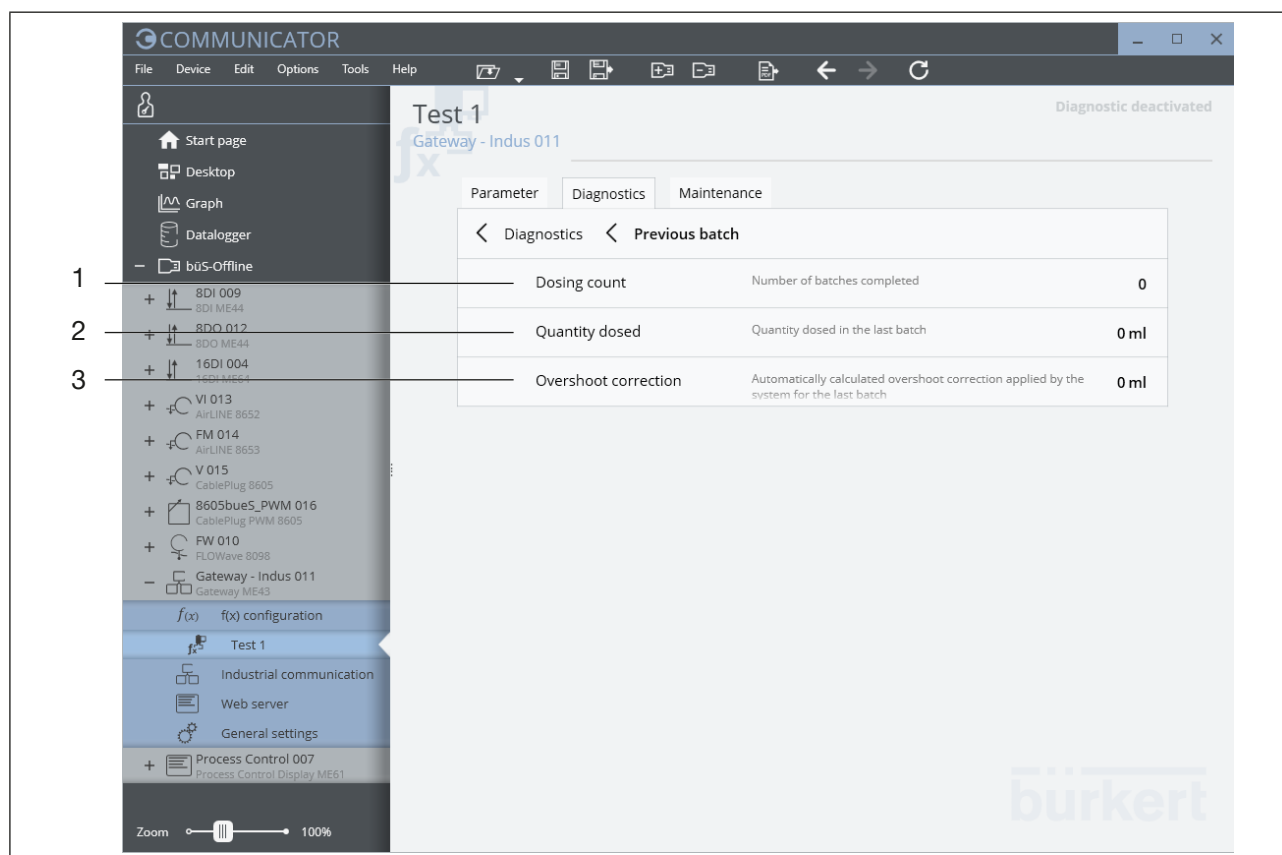 COMMUNICATOR
File Device Edit Options Tools Help
PDF
Start page
Desktop
Graph
Datalogger
büS-Offline
8DI 009
8DI ME44
8DO 012
8DO ME44
16DI 004
16DI ME64
VI 013
AirLINE 8652
FM 014
AirLINE 8653
V 015
CablePlug 8605
8605bueS_PWM 016
CablePlug PWM 8605
FW 010
FLOWave 8098
Gateway - Indus 011
Gateway ME43
f(x) f(x) configuration
fx Test 1
Industrial communication
Web server
General settings
Process Control 007
Process Control Display ME61
Zoom 100%
fx
Test 1
Diagnostic deactivated
Gateway - Indus 011
Parameter Diagnostics Maintenance
Diagnostics Previous batch
1 Dosing count Number of batches completed 0
2 Quantity dosed Quantity dosed in the last batch 0 ml
3 Overshoot correction Automatically calculated overshoot correction applied by the
system for the last batch 0 ml
bürkert